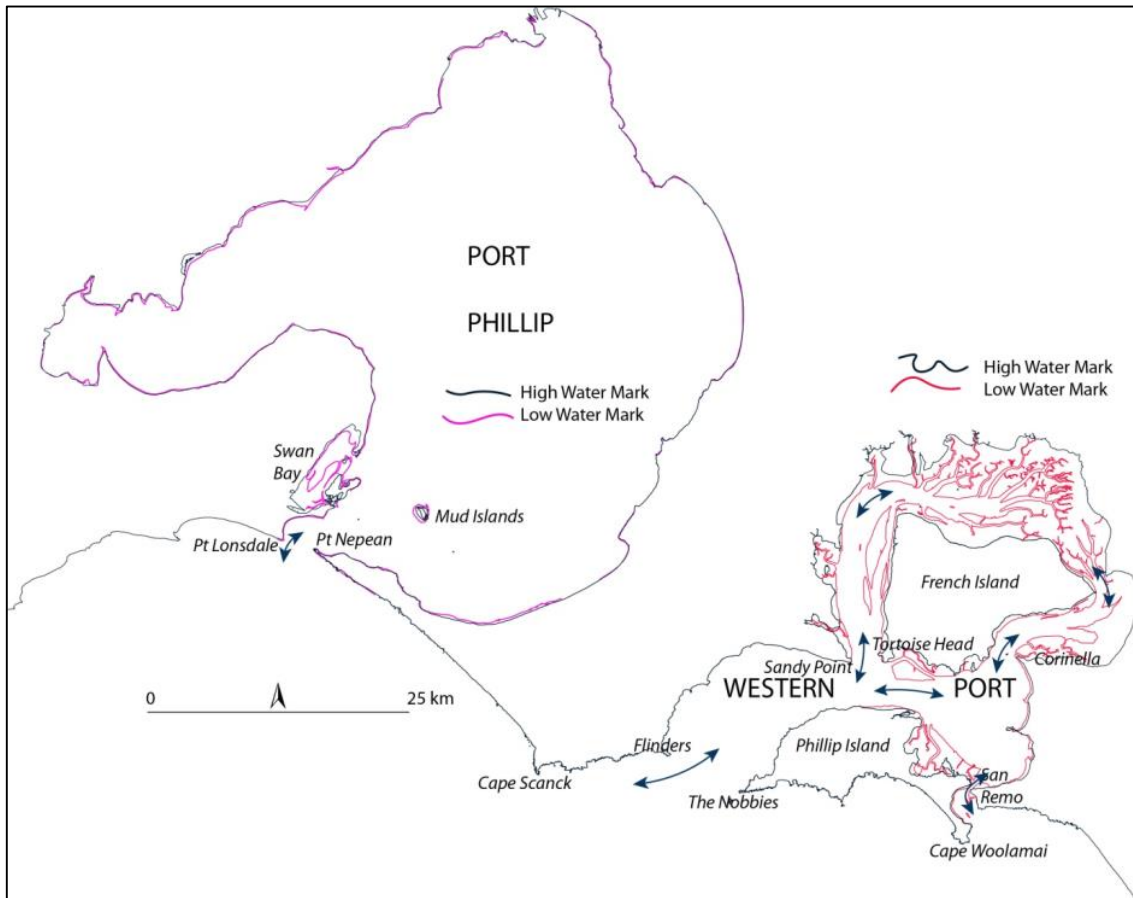 PORT
PHILLIP
High Water Mark
Low Water Mark
High Water Mark
Low Water Mark
Swan
Bay
Mud Islands
Pt Lonsdale
Pt Nepean
French Island
Tortoise Head
Sandy Point
Corinella
WESTERN
PORT
0
25 km
Flinders
Phillip Island
Cape Scanck
The Nobbies
San
Remo
Cape Woolamai